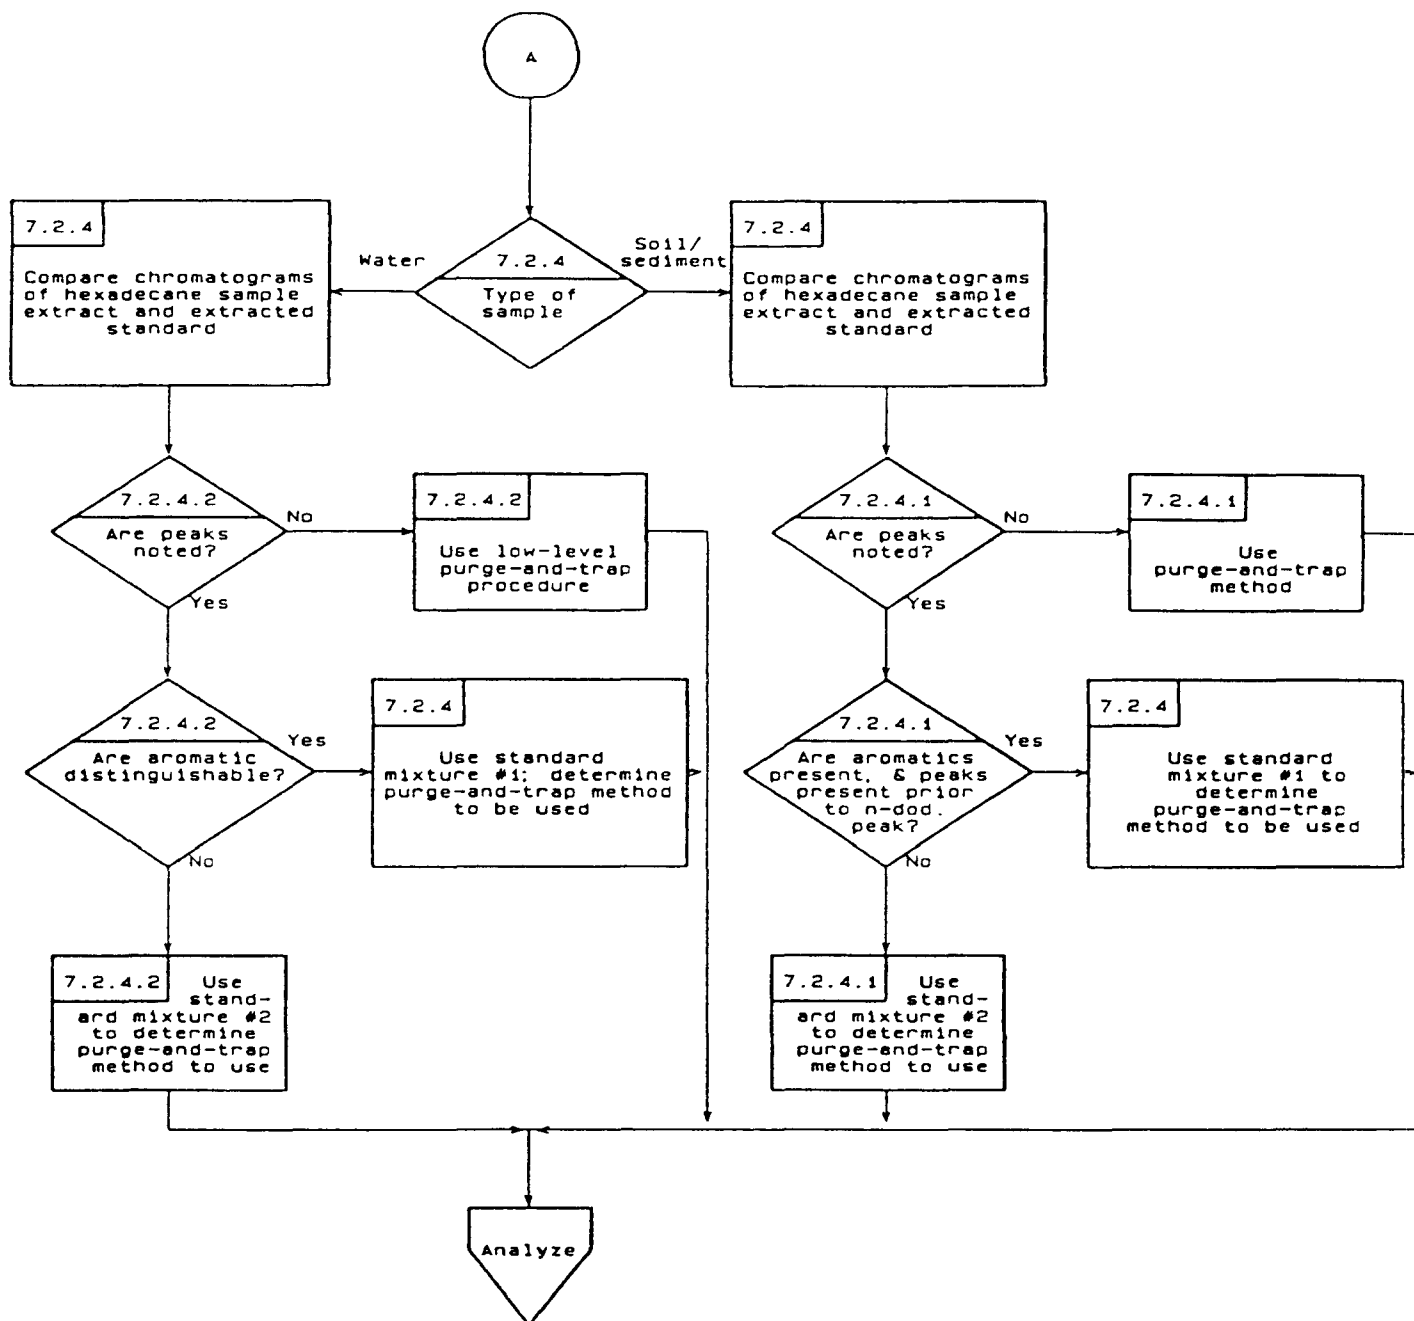 A
7.2.4
Compare chromatograms
of hexadecane sample
extract and extracted
standard
Water
7.2.4
Type of
sample
Soil/
sediment
7.2.4
Compare chromatograms
of hexadecane sample
extract and extracted
standard
7.2.4.2
Are peaks
noted?
No
Yes
7.2.4.2
Use low-level
purge-and-trap
procedure
7.2.4.1
Are peaks
noted?
No
Yes
7.2.4.1
Use
purge-and-trap
method
7.2.4.2
Are aromatic
distinguishable?
Yes
No
7.2.4
Use standard
mixture #1; determine
purge-and-trap method
to be used
7.2.4.1
Are aromatics
present, & peaks
present prior
to n-dod.
peak?
Yes
No
7.2.4
Use standard
mixture #1 to
determine
purge-and-trap
method to be used
7.2.4.2 Use
stand-
ard mixture #2
to determine
purge-and-trap
method to use
7.2.4.1 Use
stand-
ard mixture #2
to determine
purge-and-trap
method to use
Analyze